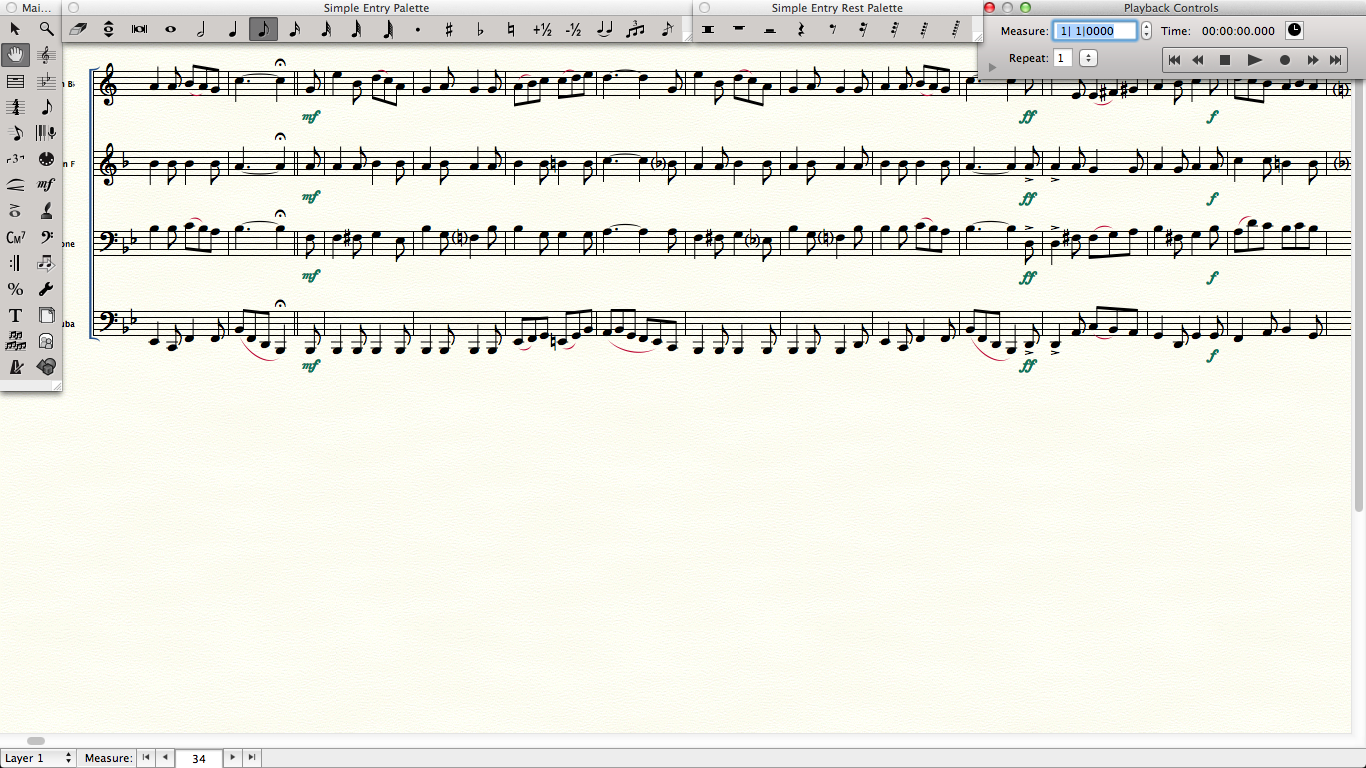 Mai... Simple Entry Palette Simple Entry Rest Palette Playback Controls
+½ -½
Measure: 1| 1|0000 Time: 00:00:00.000
Repeat: 1
n B♭
mf ff f
3
n F
mf
mf ff f
CM7
one
mf ff f
%
T
uba
mf ff f
Layer 1 Measure: 34